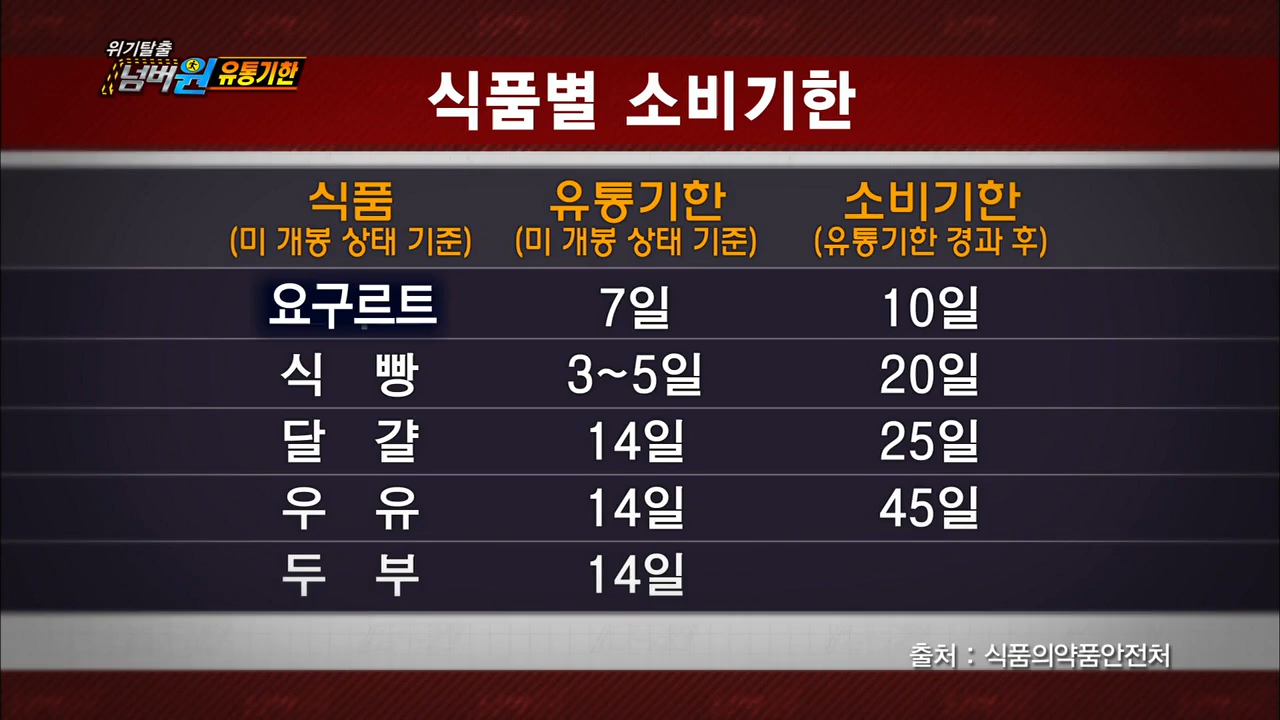 위기탈출
넘버원 유통기한
식품별 소비기한
식품 유통기한 소비기한
(미 개봉 상태 기준) (미 개봉 상태 기준) (유통기한 경과 후)
요구르트 7일 10일
식 빵 3~5일 20일
달 걀 14일 25일
우 유 14일 45일
두 부 14일
출처 : 식품의약품안전처